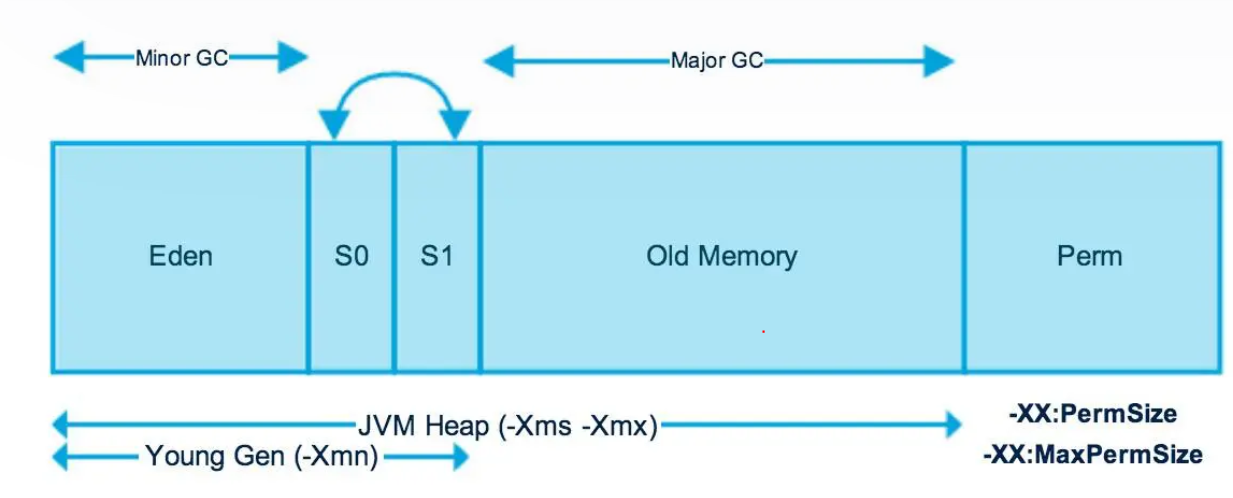 Minor GC
Major GC
Eden
S0
S1
Old Memory
Perm
JVM Heap (-Xms -Xmx)
-XX:PermSize
Young Gen (-Xmn)
-XX:MaxPermSize